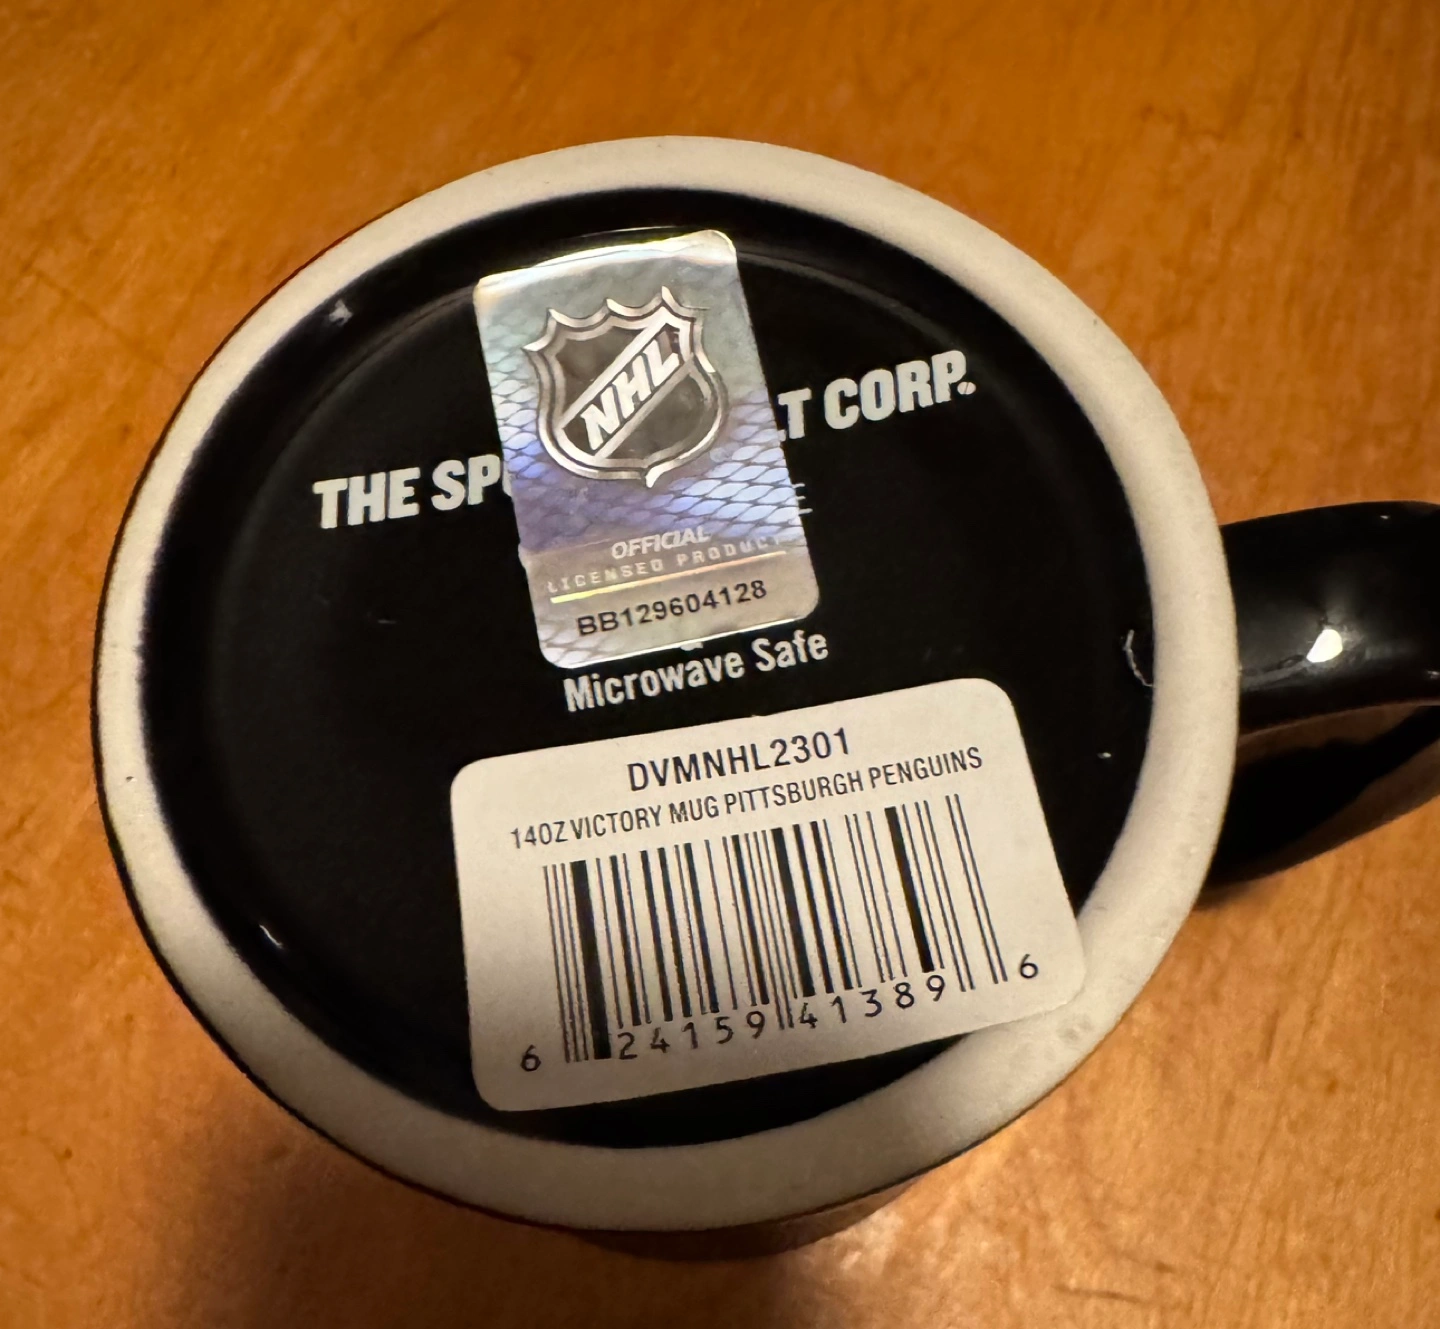 NHL
THE SP LT CORP.
OFFICIAL
LICENSED PRODUCT
BB129604128
Microwave Safe
DVMNHL2301
14OZ VICTORY MUG PITTSBURGH PENGUINS
6 24159 41389 6